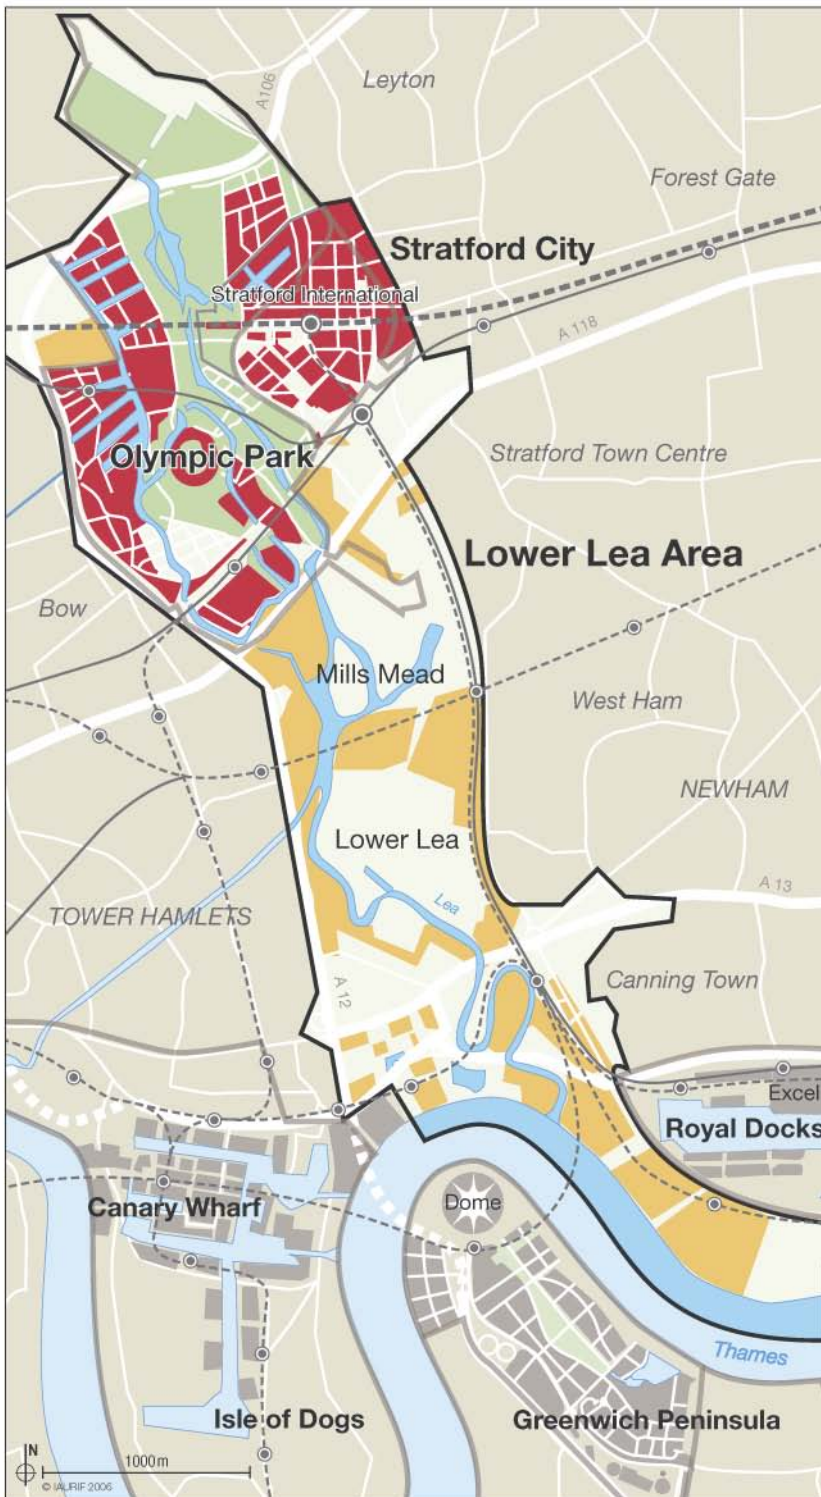 Leyton
A106
Forest Gate
Stratford City
Stratford International
A 118
Olympic Park
Stratford Town Centre
Lower Lea Area
Bow
Mills Mead
West Ham
NEWHAM
Lower Lea
A 13
Lea
TOWER HAMLETS
A 12
Canning Town
Excel
Royal Docks
Canary Wharf
Dome
Thames
Isle of Dogs
Greenwich Peninsula
N
1000 m
© IAURIF 2006